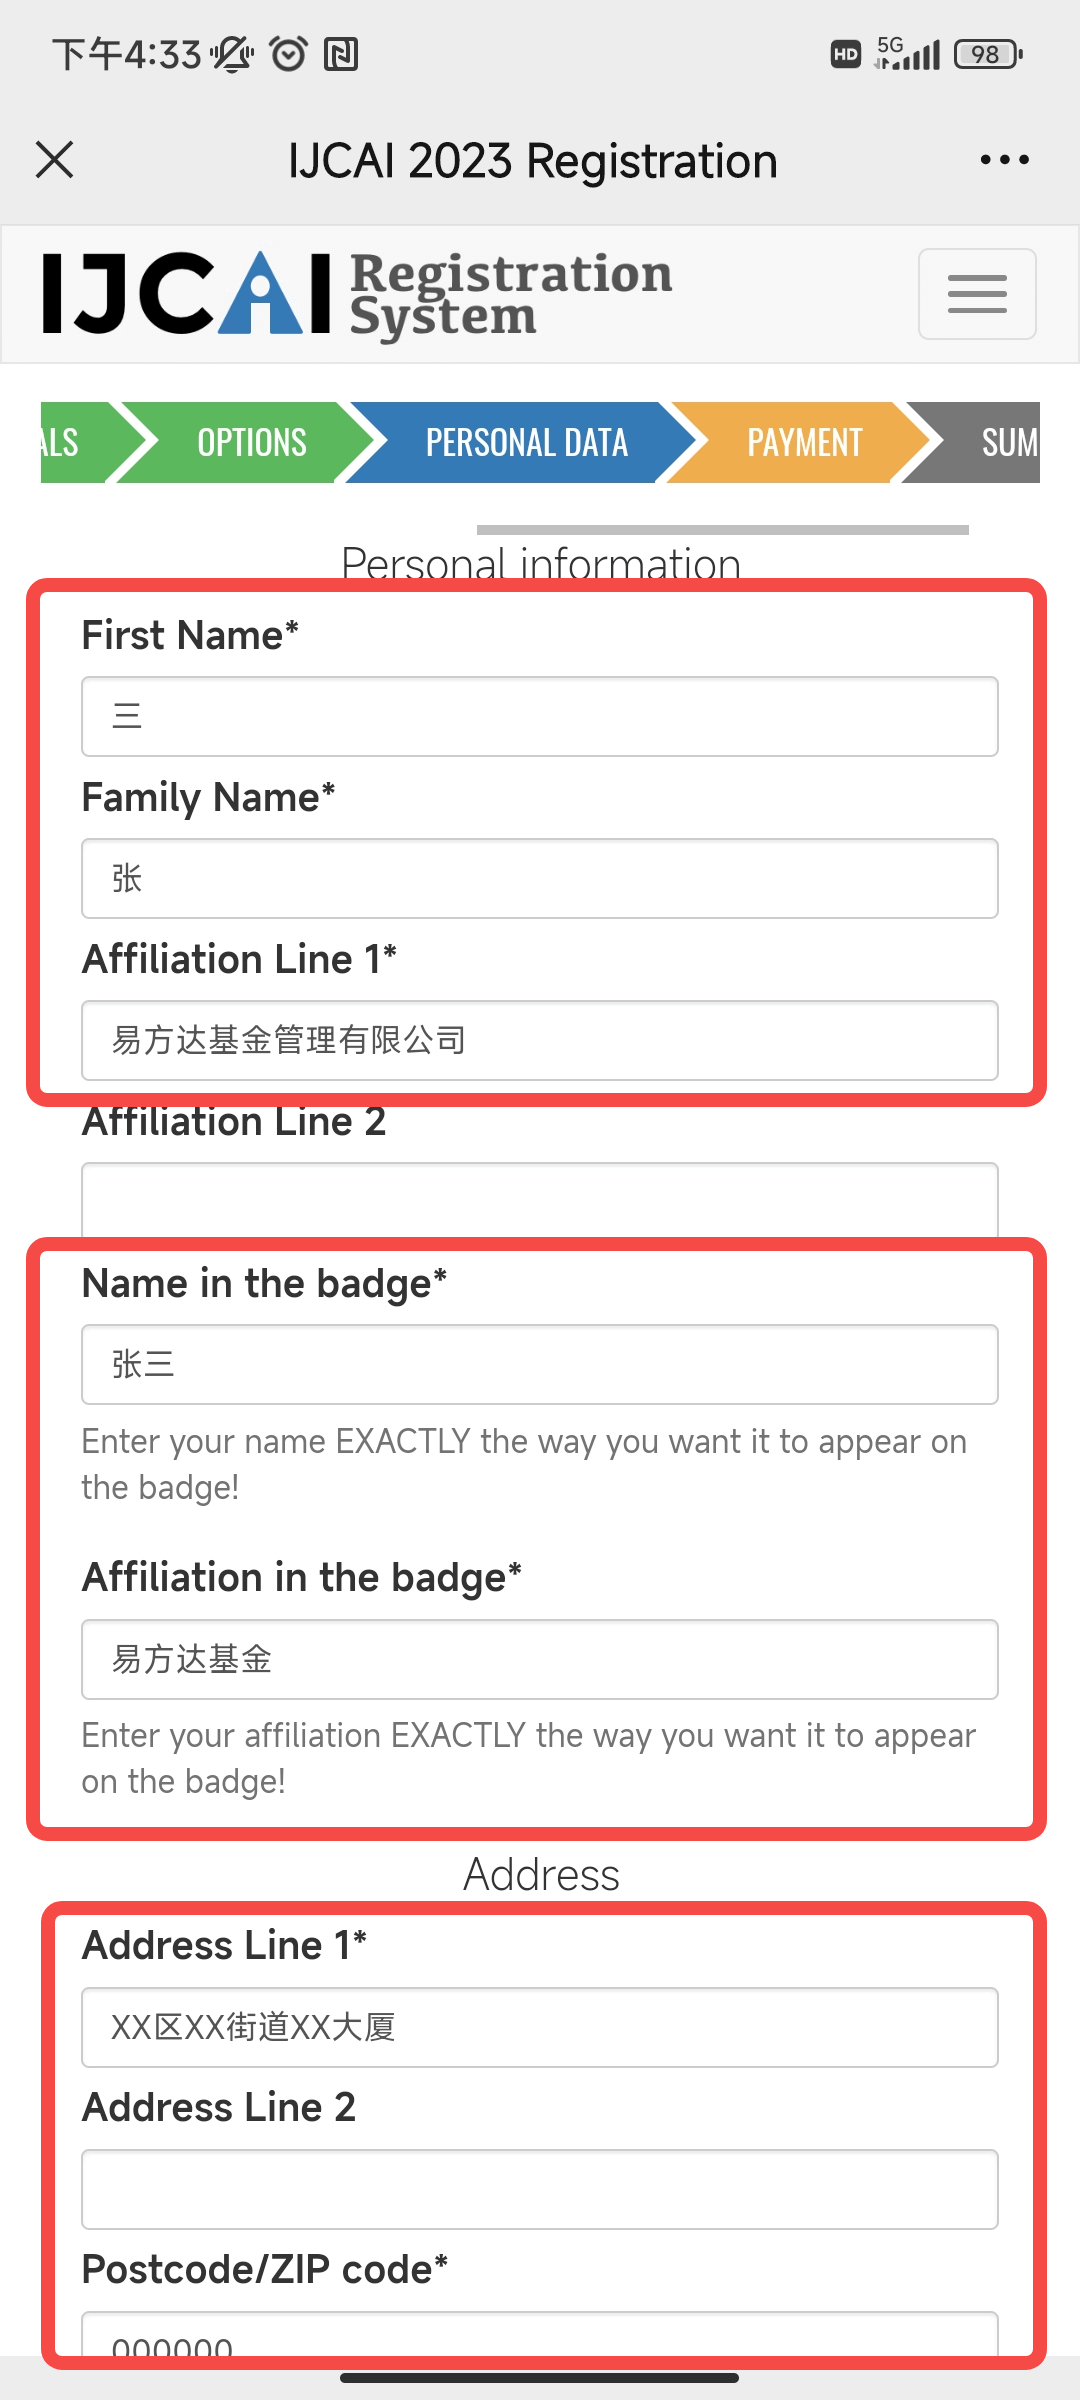 下午4:33
HD 5G 98
IJCAI 2023 Registration
IJCAI Registration System
ALS OPTIONS PERSONAL DATA PAYMENT SUM
Personal information
First Name*
三
Family Name*
张
Affiliation Line 1*
易方达基金管理有限公司
Affiliation Line 2
Name in the badge*
张三
Enter your name EXACTLY the way you want it to appear on
the badge!
Affiliation in the badge*
易方达基金
Enter your affiliation EXACTLY the way you want it to appear
on the badge!
Address
Address Line 1*
XX区XX街道XX大厦
Address Line 2
Postcode/ZIP code*
000000